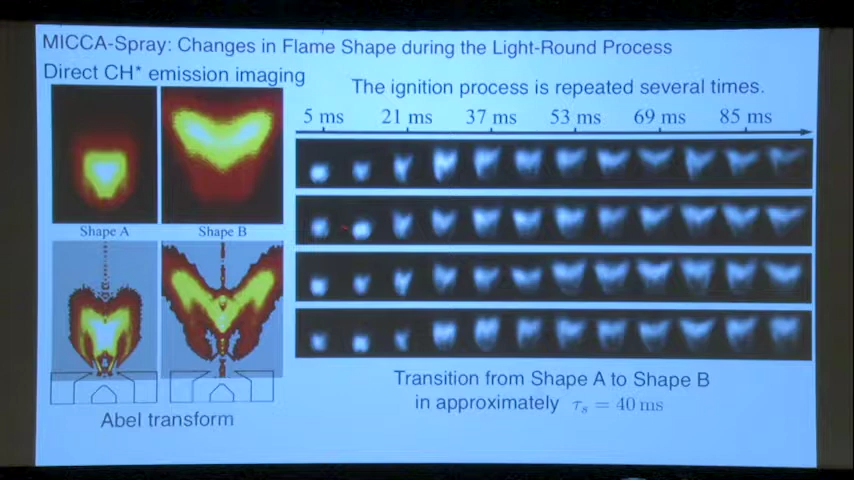 MICCA-Spray: Changes in Flame Shape during the Light-Round Process
Direct CH* emission imaging
The ignition process is repeated several times.
5 ms 21 ms 37 ms 53 ms 69 ms 85 ms
Shape A Shape B
Transition from Shape A to Shape B
in approximately τs = 40 ms
Abel transform